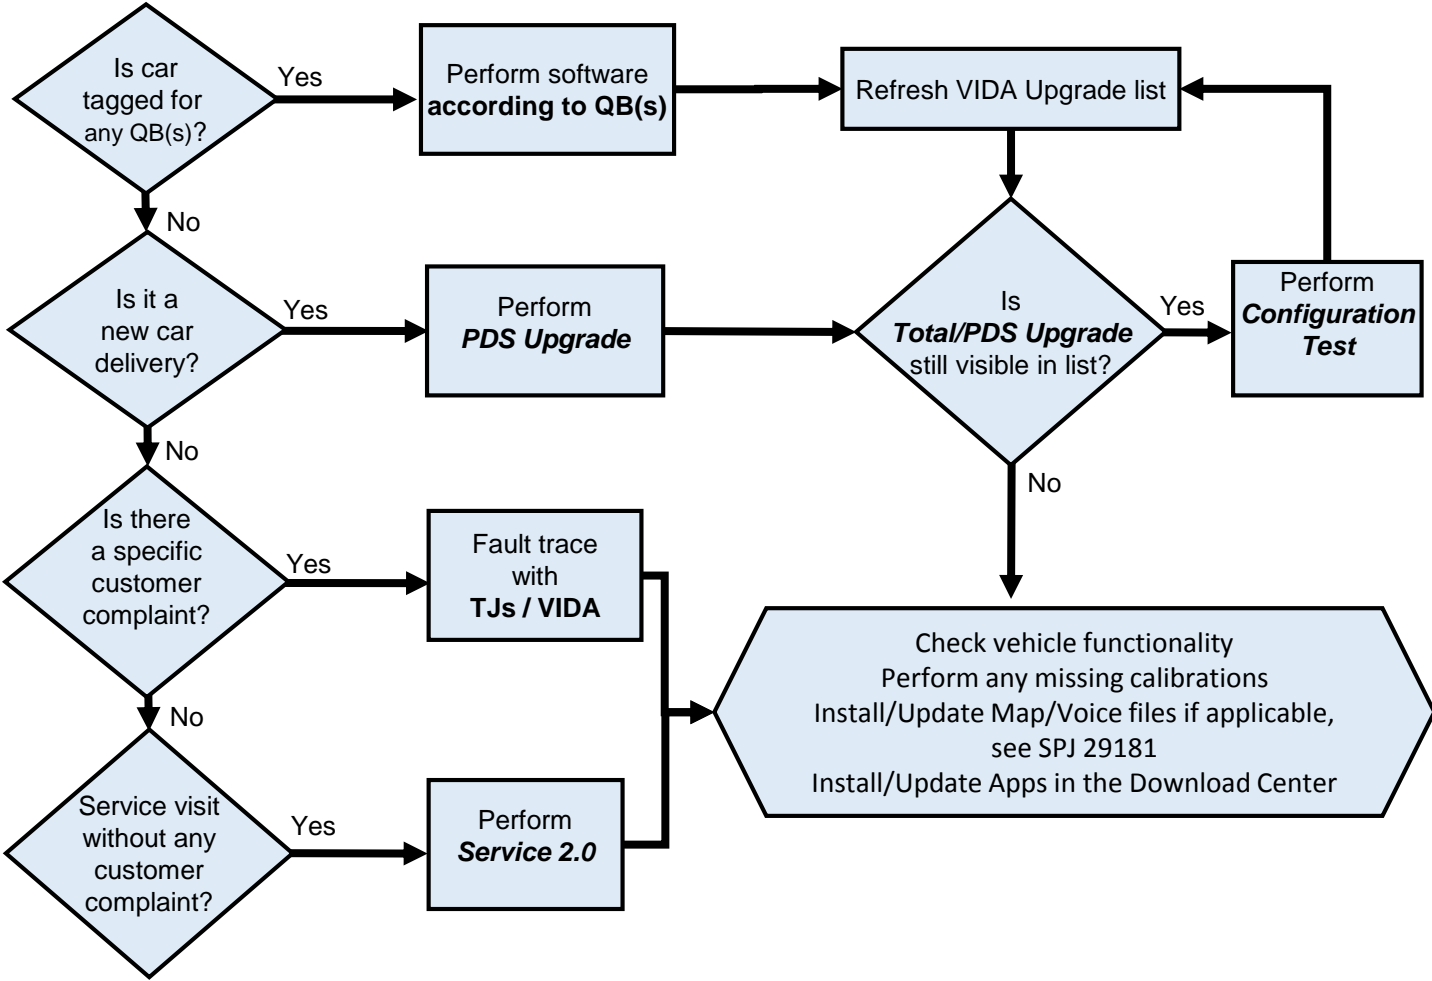 Is car
tagged for
any QB(s)?
Yes
Perform software
according to QB(s)
Refresh VIDA Upgrade list
No
Is it a
new car
delivery?
Yes
Perform
PDS Upgrade
Is
Total/PDS Upgrade
still visible in list?
Yes
Perform
Configuration
Test
No
No
Is there
a specific
customer
complaint?
Yes
Fault trace
with
TJs / VIDA
No
Check vehicle functionality
Perform any missing calibrations
Install/Update Map/Voice files if applicable,
see SPJ 29181
Install/Update Apps in the Download Center
Service visit
without any
customer
complaint?
Yes
Perform
Service 2.0